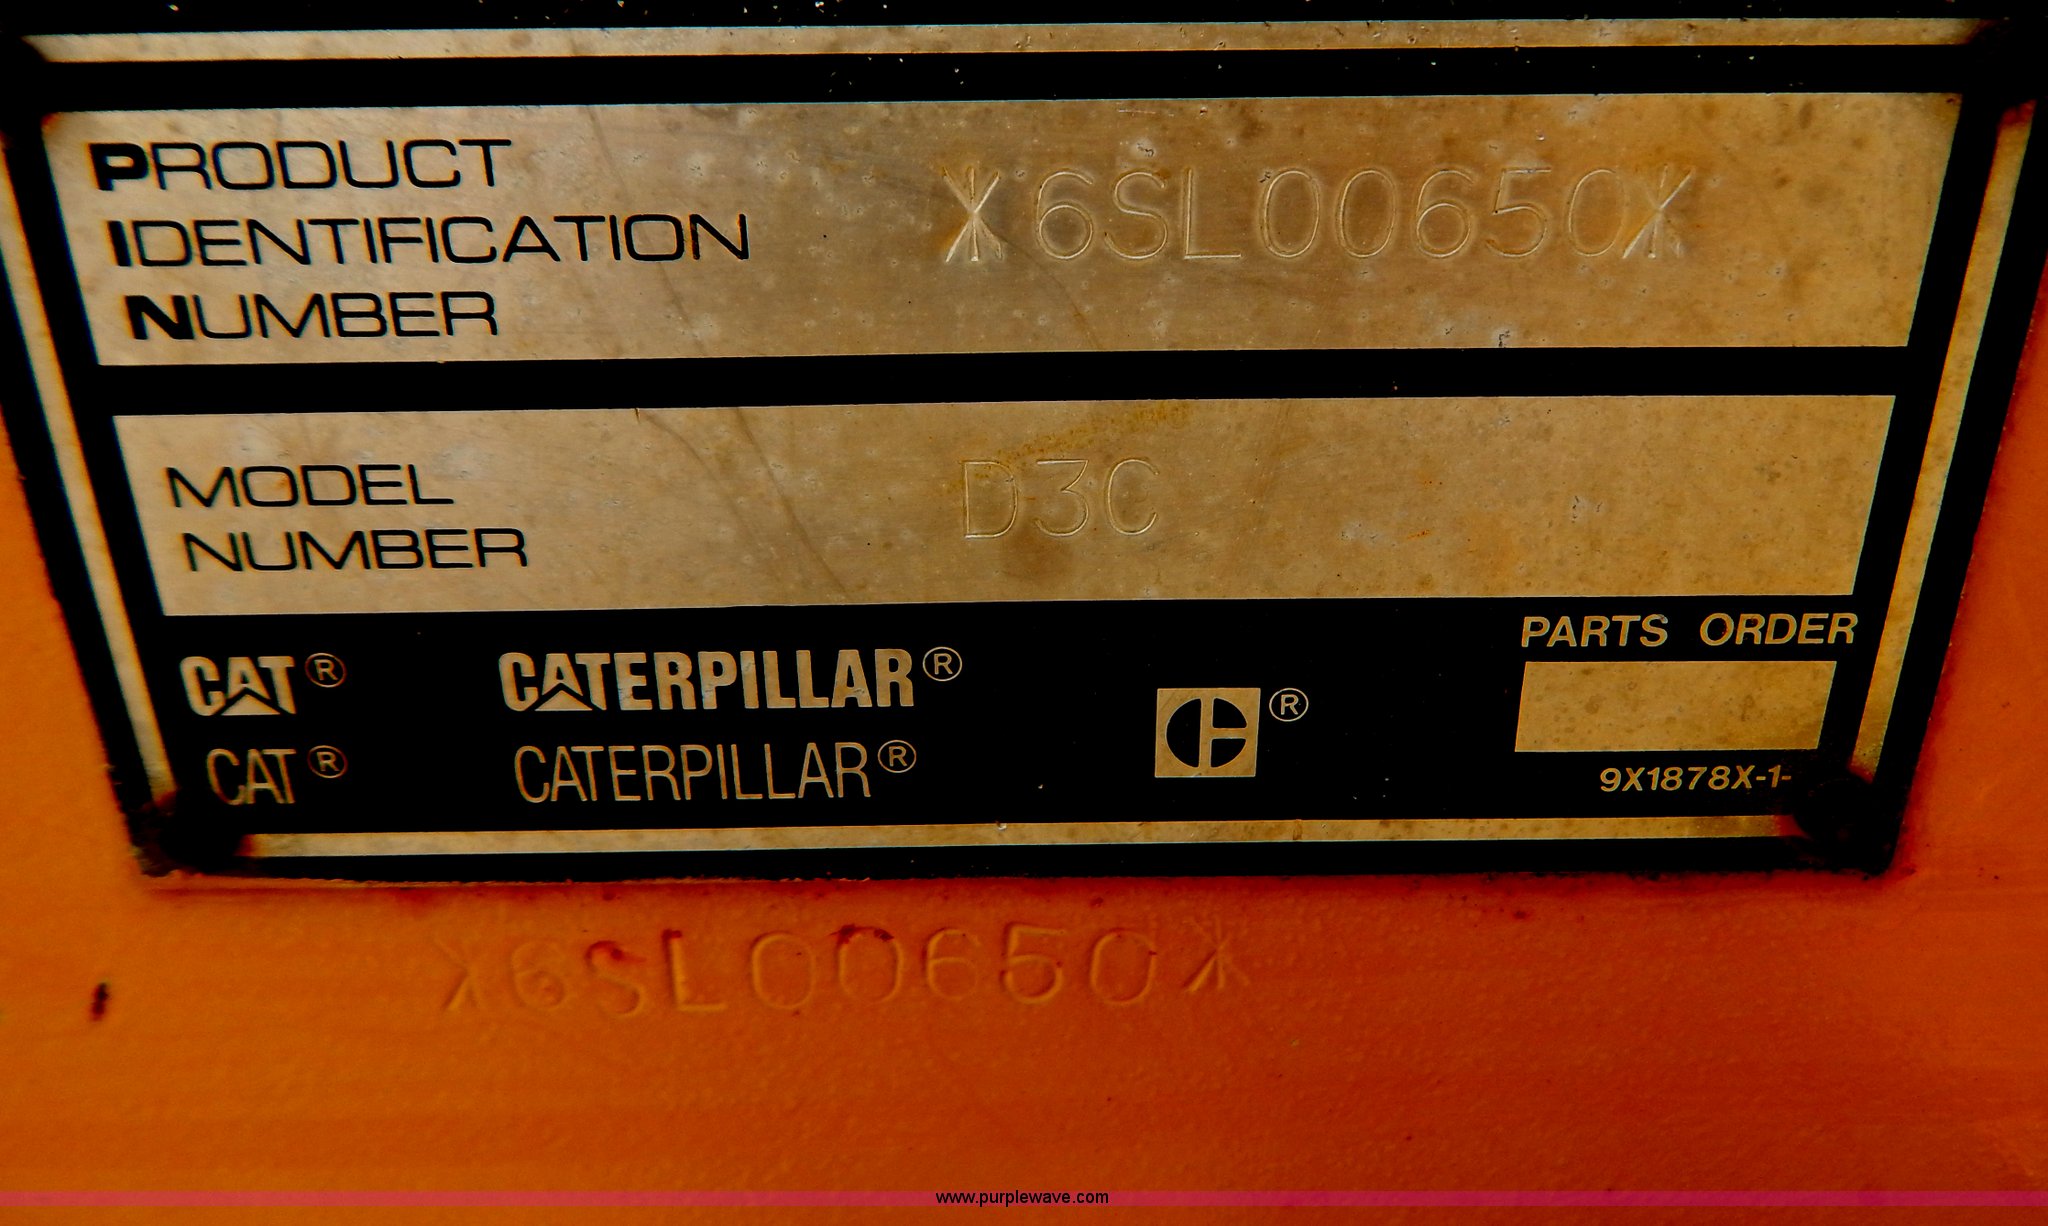 PRODUCT
IDENTIFICATION
NUMBER
*6SL00650*
MODEL
NUMBER
D3C
CAT® CATERPILLAR®
CAT® CATERPILLAR®
C®
PARTS ORDER
9X1878X-1-
*6SL00650*
www.purplewave.com